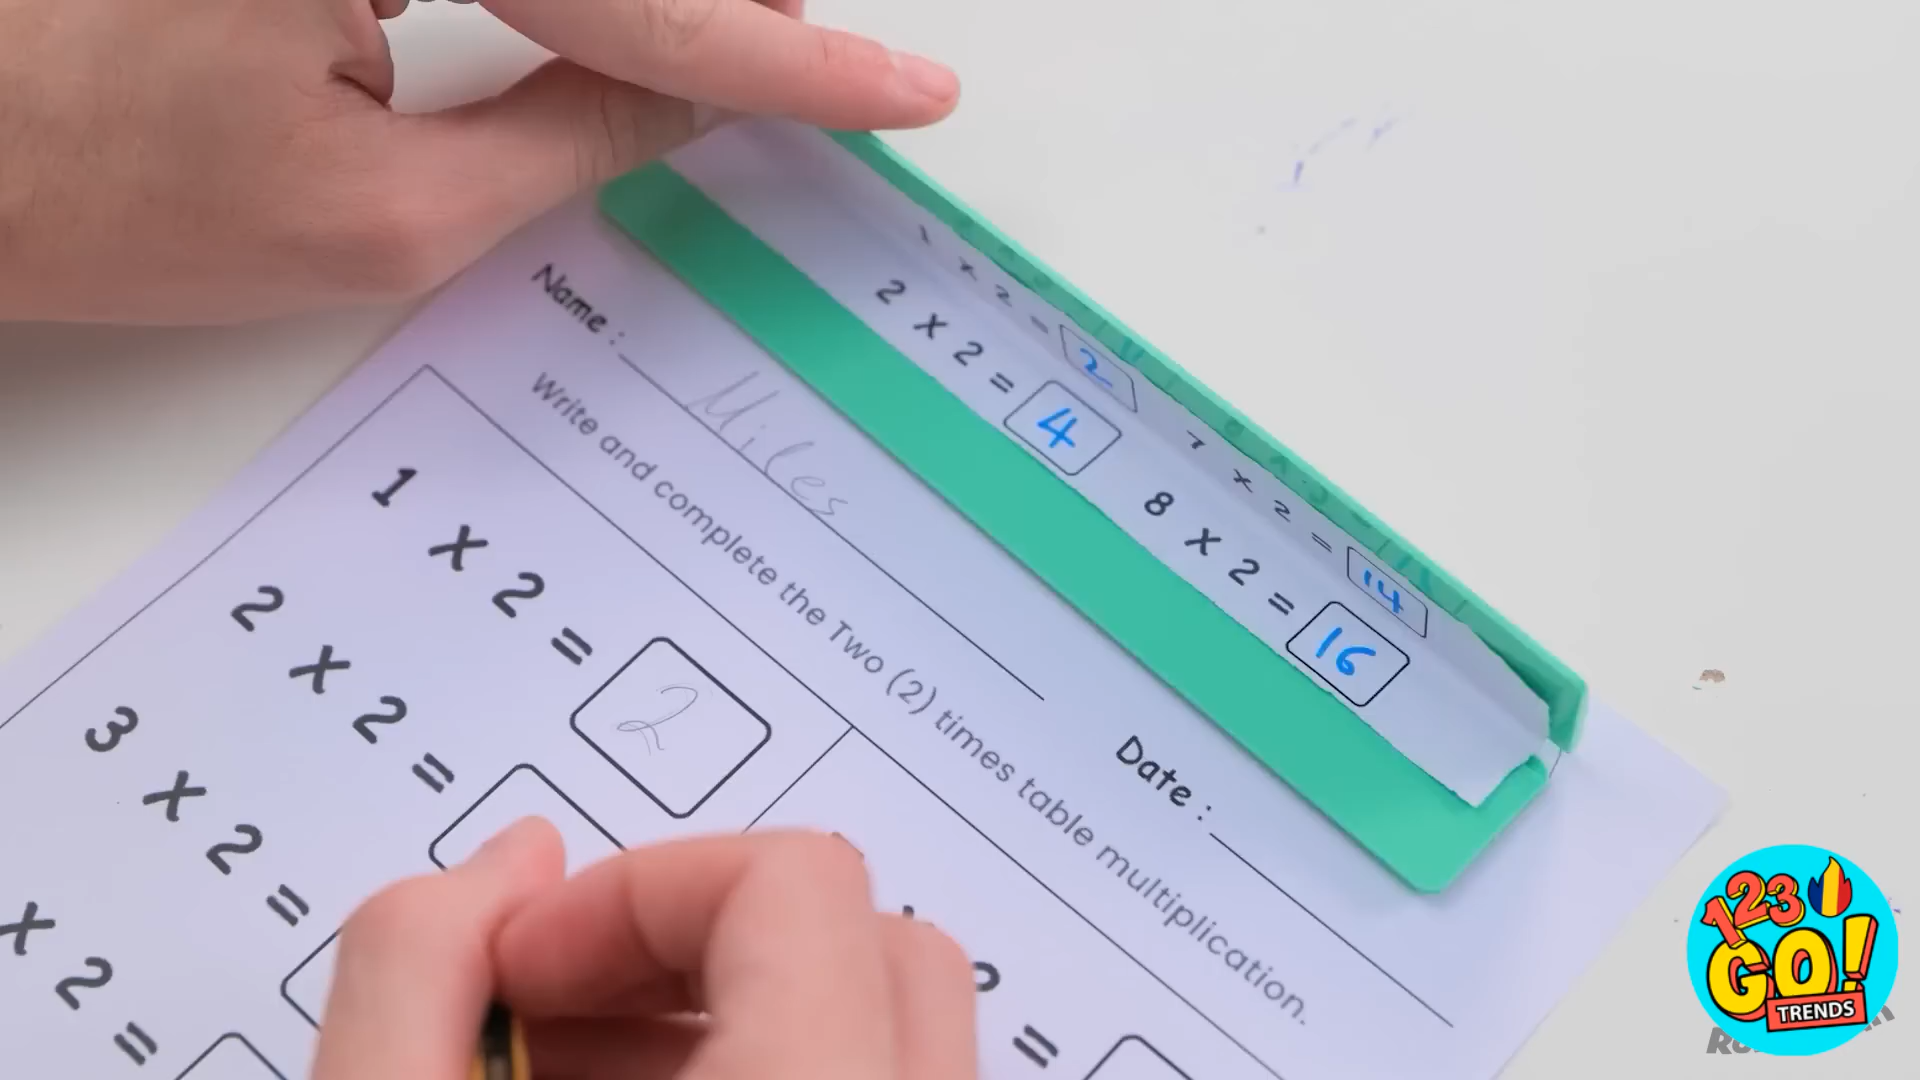 1 x 2 = 2
7 x 2 = 14
2 x 2 = 4
8 x 2 = 16
Name : Miles
Date :
Write and complete the Two (2) times table multiplication.
1 x 2 = 2
2 x 2 =
3 x 2 =
x 2 =
2 =
123
GO!
TRENDS